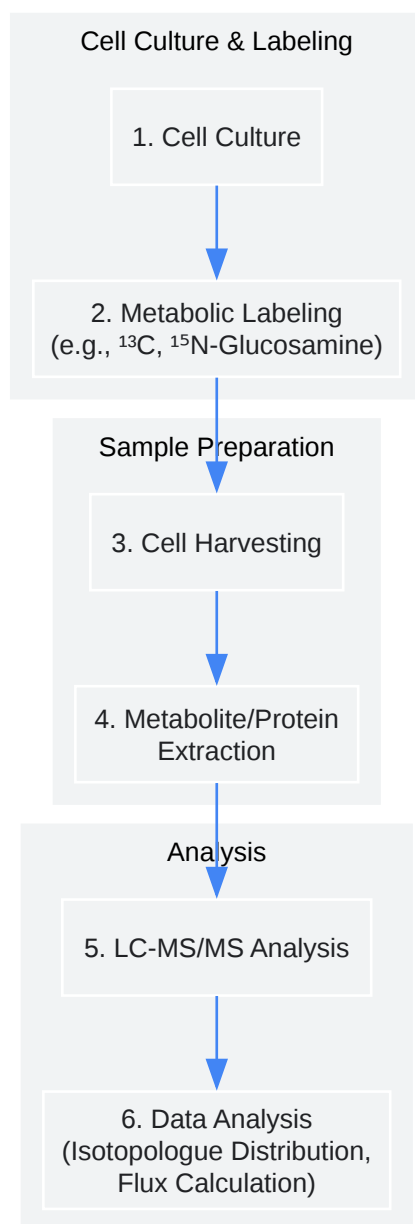 Cell Culture & Labeling
1. Cell Culture
2. Metabolic Labeling
(e.g., ¹³C, ¹⁵N-Glucosamine)
Sample Preparation
3. Cell Harvesting
4. Metabolite/Protein
Extraction
Analysis
5. LC-MS/MS Analysis
6. Data Analysis
(Isotopologue Distribution,
Flux Calculation)